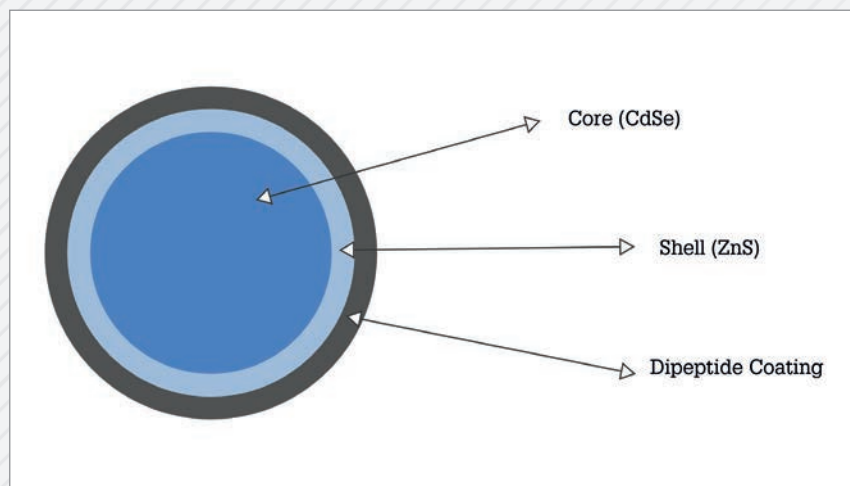 Core (CdSe)
Shell (ZnS)
Dipeptide Coating